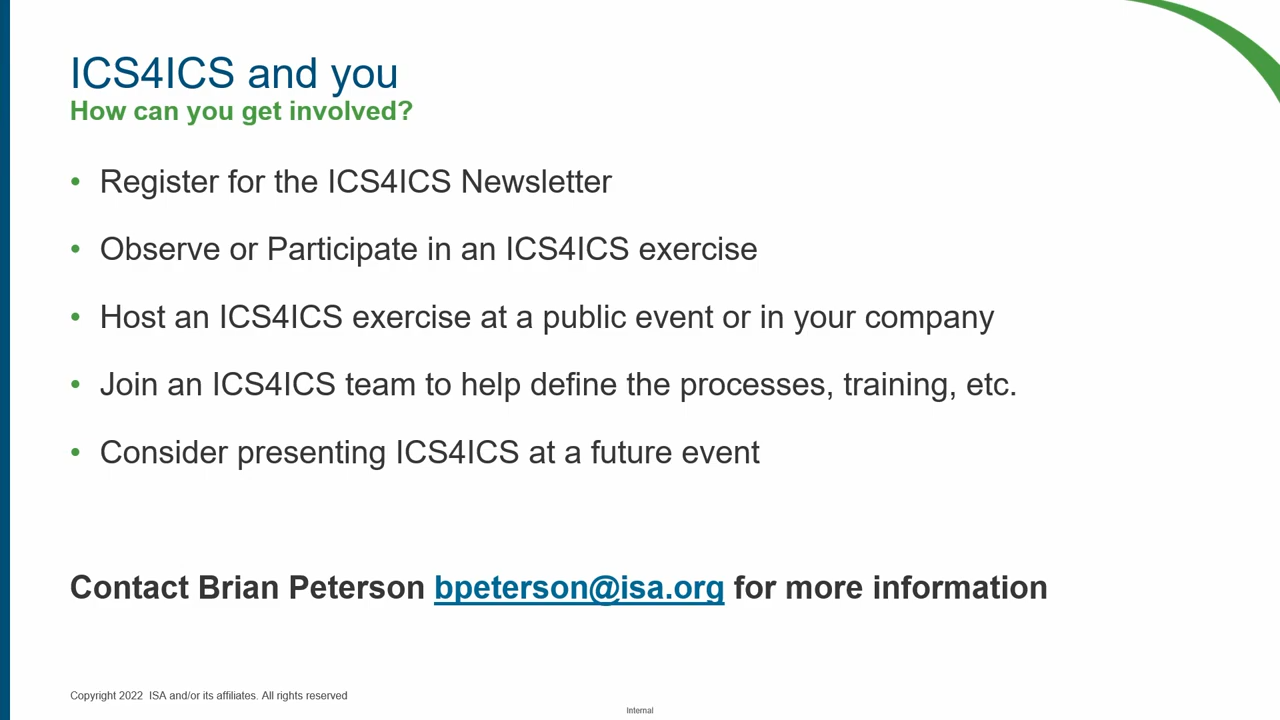 ICS4ICS and you
How can you get involved?
• Register for the ICS4ICS Newsletter
• Observe or Participate in an ICS4ICS exercise
• Host an ICS4ICS exercise at a public event or in your company
• Join an ICS4ICS team to help define the processes, training, etc.
• Consider presenting ICS4ICS at a future event
Contact Brian Peterson bpeterson@isa.org for more information
Copyright 2022  ISA and/or its affiliates. All rights reserved
Internal